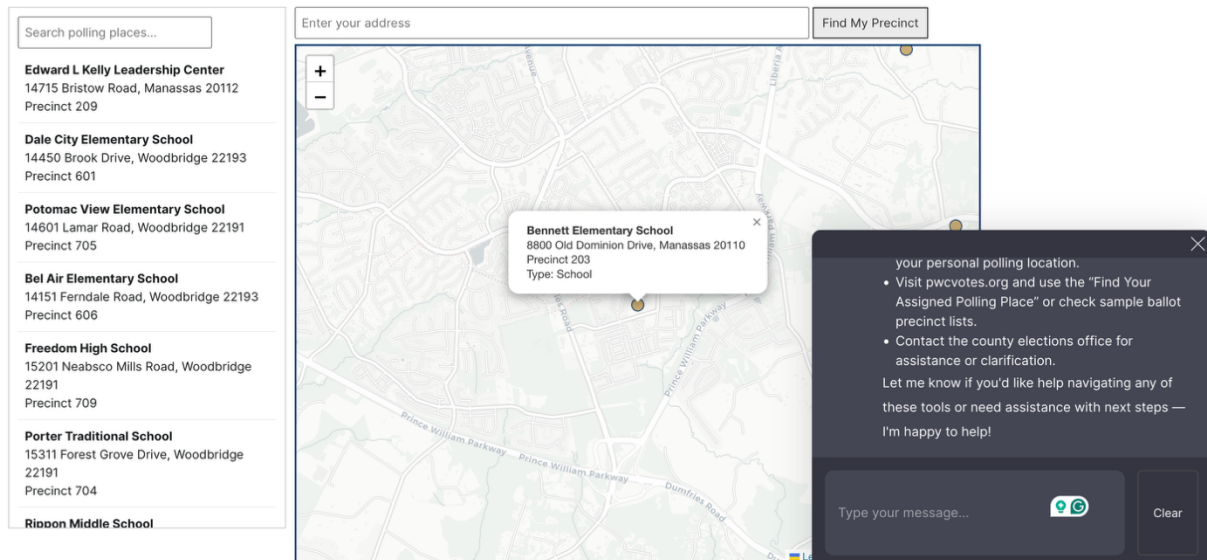 Search polling places...
Edward L Kelly Leadership Center
14715 Bristow Road, Manassas 20112
Precinct 209
Dale City Elementary School
14450 Brook Drive, Woodbridge 22193
Precinct 601
Potomac View Elementary School
14601 Lamar Road, Woodbridge 22191
Precinct 705
Bel Air Elementary School
14151 Ferndale Road, Woodbridge 22193
Precinct 606
Freedom High School
15201 Neabsco Mills Road, Woodbridge
22191
Precinct 709
Porter Traditional School
15311 Forest Grove Drive, Woodbridge
22191
Precinct 704
Rippon Middle School
Enter your address
Find My Precinct
+
−
Avenue
Liberia A
Bennett Elementary School
8800 Old Dominion Drive, Manassas 20110
Precinct 203
Type: School
×
es Road
Prince William Parkway
Prince William Parkway
Prince William Parkway
Dumfries Road
Le
your personal polling location.
• Visit pwcvotes.org and use the “Find Your
Assigned Polling Place” or check sample ballot
precinct lists.
• Contact the county elections office for
assistance or clarification.
Let me know if you'd like help navigating any of
these tools or need assistance with next steps —
I'm happy to help!
Type your message...
Clear